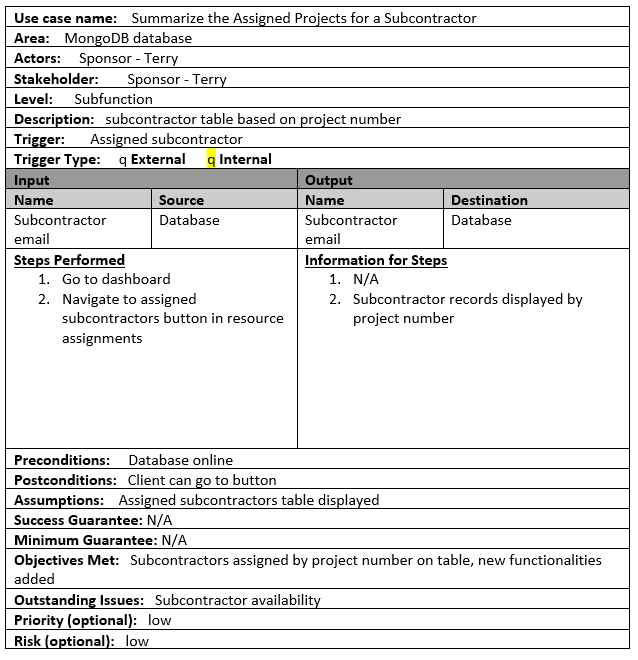 Use case name: Summarize the Assigned Projects for a Subcontractor
Area: MongoDB database
Actors: Sponsor - Terry
Stakeholder: Sponsor - Terry
Level: Subfunction
Description: subcontractor table based on project number
Trigger: Assigned subcontractor
Trigger Type: q External q Internal
Input Output
Name Source Name Destination
Subcontractor email Database Subcontractor email Database
Steps Performed
1. Go to dashboard
2. Navigate to assigned
subcontractors button in resource
assignments
Information for Steps
1. N/A
2. Subcontractor records displayed by
project number
Preconditions: Database online
Postconditions: Client can go to button
Assumptions: Assigned subcontractors table displayed
Success Guarantee: N/A
Minimum Guarantee: N/A
Objectives Met: Subcontractors assigned by project number on table, new functionalities
added
Outstanding Issues: Subcontractor availability
Priority (optional): low
Risk (optional): low